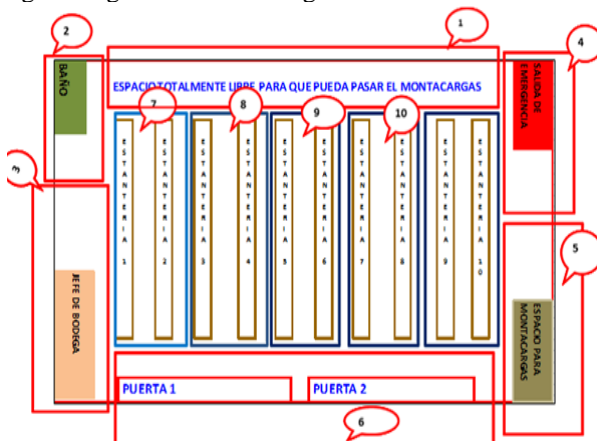 1
2
4
BAÑO
SALIDA DE
EMERGENCIA
ESPACIO TOTALMENTE LIBRE PARA QUE PUEDA PASAR EL MONTACARGAS
7
8
9
10
3
5
ESTANTERIA 1
ESTANTERIA 2
ESTANTERIA 3
ESTANTERIA 4
ESTANTERIA 5
ESTANTERIA 6
ESTANTERIA 7
ESTANTERIA 8
ESTANTERIA 9
ESTANTERIA 10
JEFE DE BODEGA
ESPACIO PARA
MONTACARGAS
PUERTA 1
PUERTA 2
6